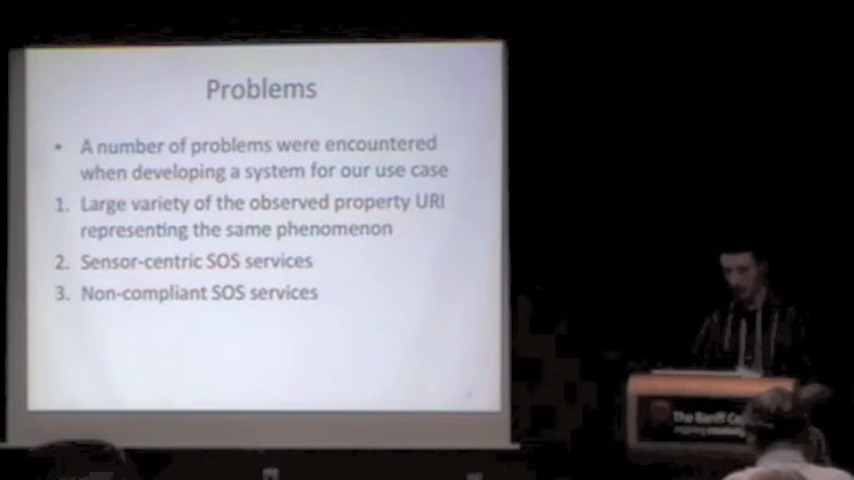 Problems
• A number of problems were encountered
when developing a system for our use case
1. Large variety of the observed property URI
representing the same phenomenon
2. Sensor-centric SOS services
3. Non-compliant SOS services
The Banff